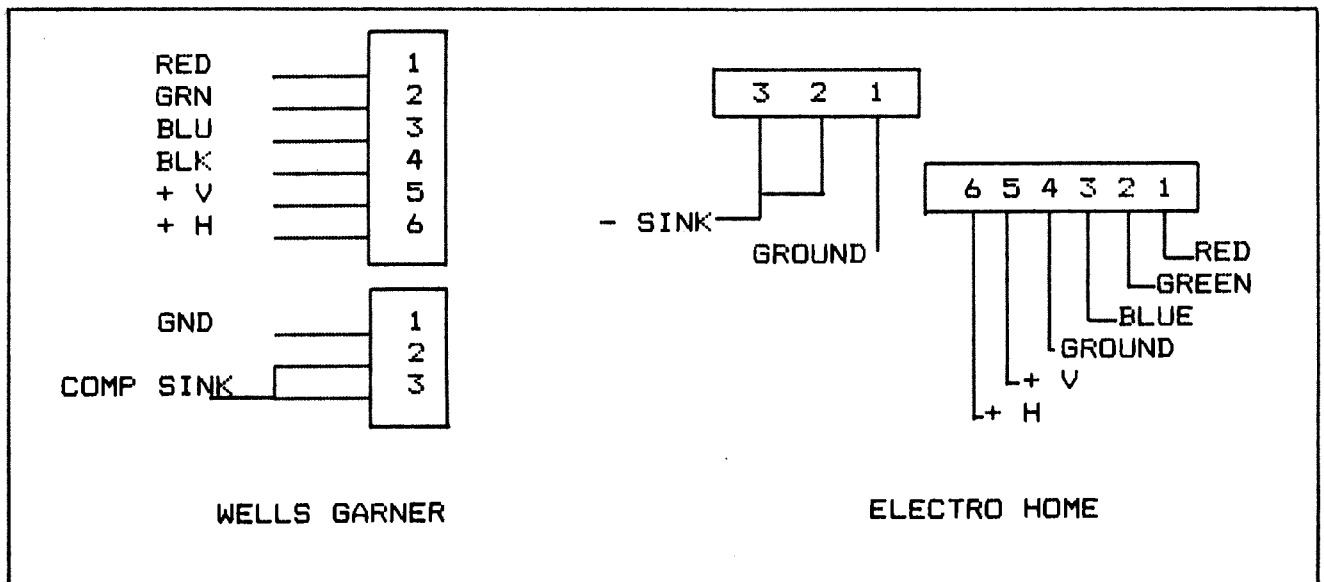 RED 1
GRN 2
BLU 3
BLK 4
+ V 5
+ H 6
GND 1
2
COMP SINK 3
WELLS GARNER
3 2 1
- SINK
GROUND
6 5 4 3 2 1
RED
GREEN
BLUE
GROUND
+ V
+ H
ELECTRO HOME